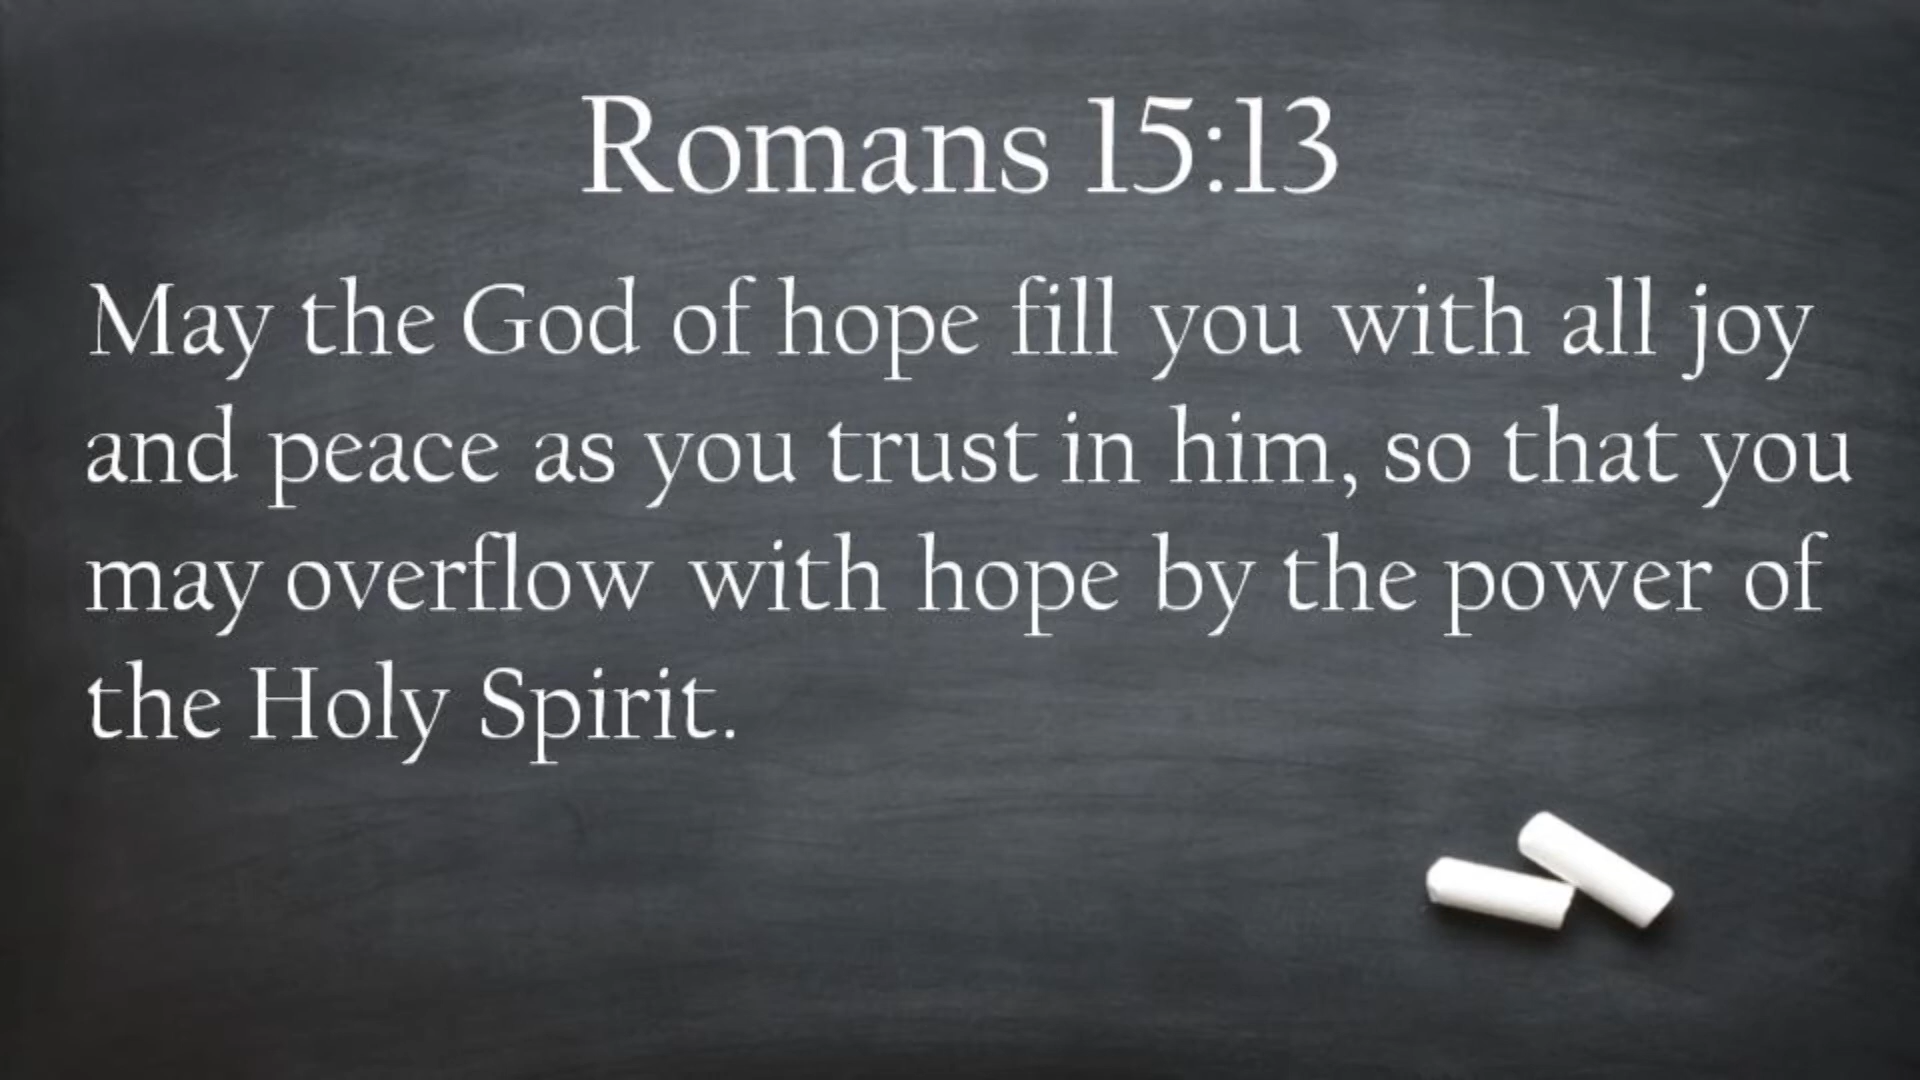 Romans 15:13
May the God of hope fill you with all joy
and peace as you trust in him, so that you
may overflow with hope by the power of
the Holy Spirit.